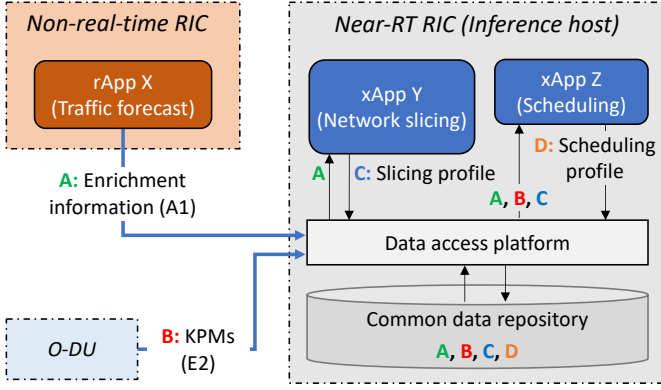 Non-real-time RIC
rApp X
(Traffic forecast)
A: Enrichment
information (A1)
O-DU
B: KPMs
(E2)
Near-RT RIC (Inference host)
xApp Y
(Network slicing)
xApp Z
(Scheduling)
A
C: Slicing profile
D: Scheduling
profile
A, B, C
Data access platform
Common data repository
A, B, C, D